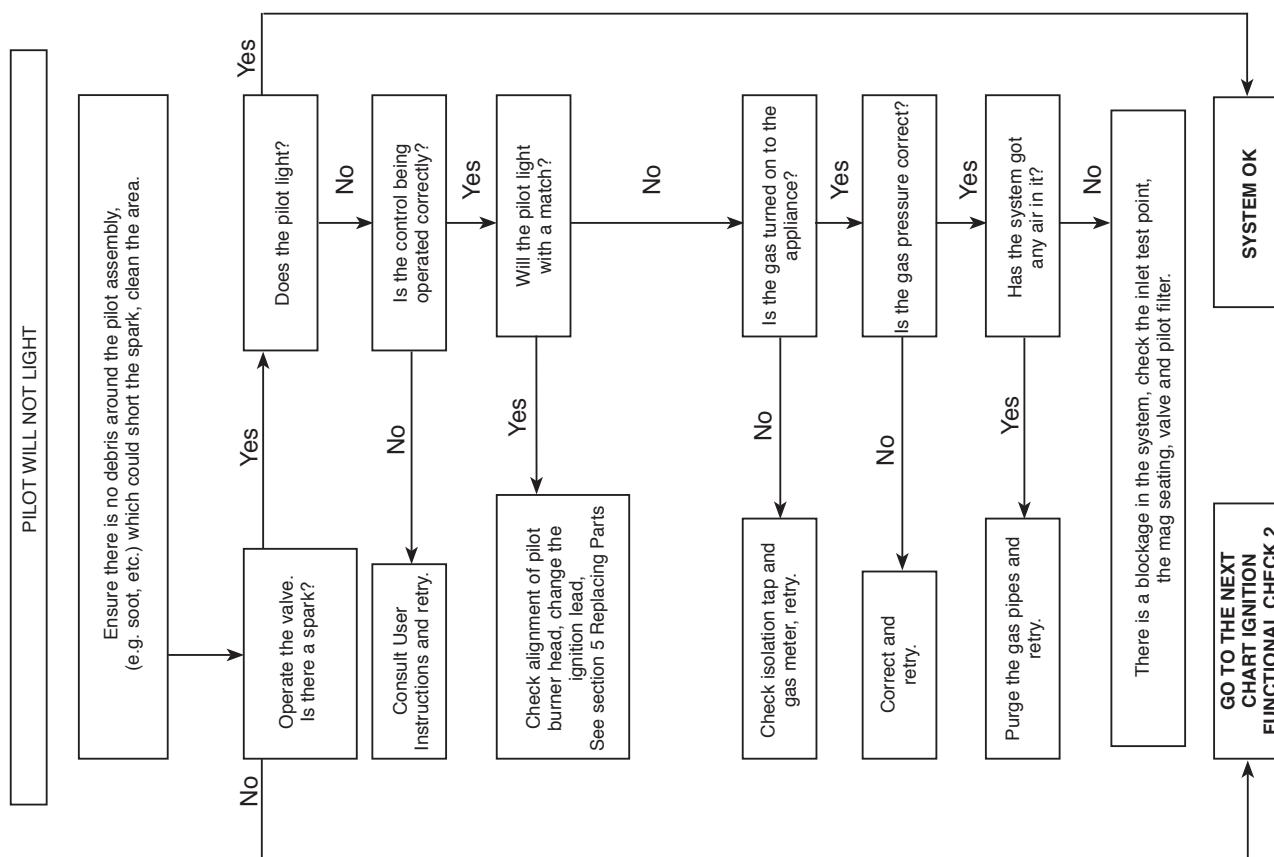 PILOT WILL NOT LIGHT
Ensure there is no debris around the pilot assembly,
(e.g. soot, etc.) which could short the spark, clean the area.
Operate the valve.
Is there a spark?
No
Yes
Does the pilot light?
Yes
No
Is the control being
operated correctly?
No
Consult User
Instructions and retry.
Yes
Will the pilot light
with a match?
Yes
Check alignment of pilot
burner head, change the
ignition lead,
See section 5 Replacing Parts
No
Is the gas turned on to the
appliance?
No
Check isolation tap and
gas meter, retry.
Yes
Is the gas pressure correct?
No
Correct and
retry.
Yes
Has the system got
any air in it?
Yes
Purge the gas pipes and
retry.
No
There is a blockage in the system, check the inlet test point,
the mag seating, valve and pilot filter.
GO TO THE NEXT
CHART IGNITION
FUNCTIONAL CHECK 2
SYSTEM OK